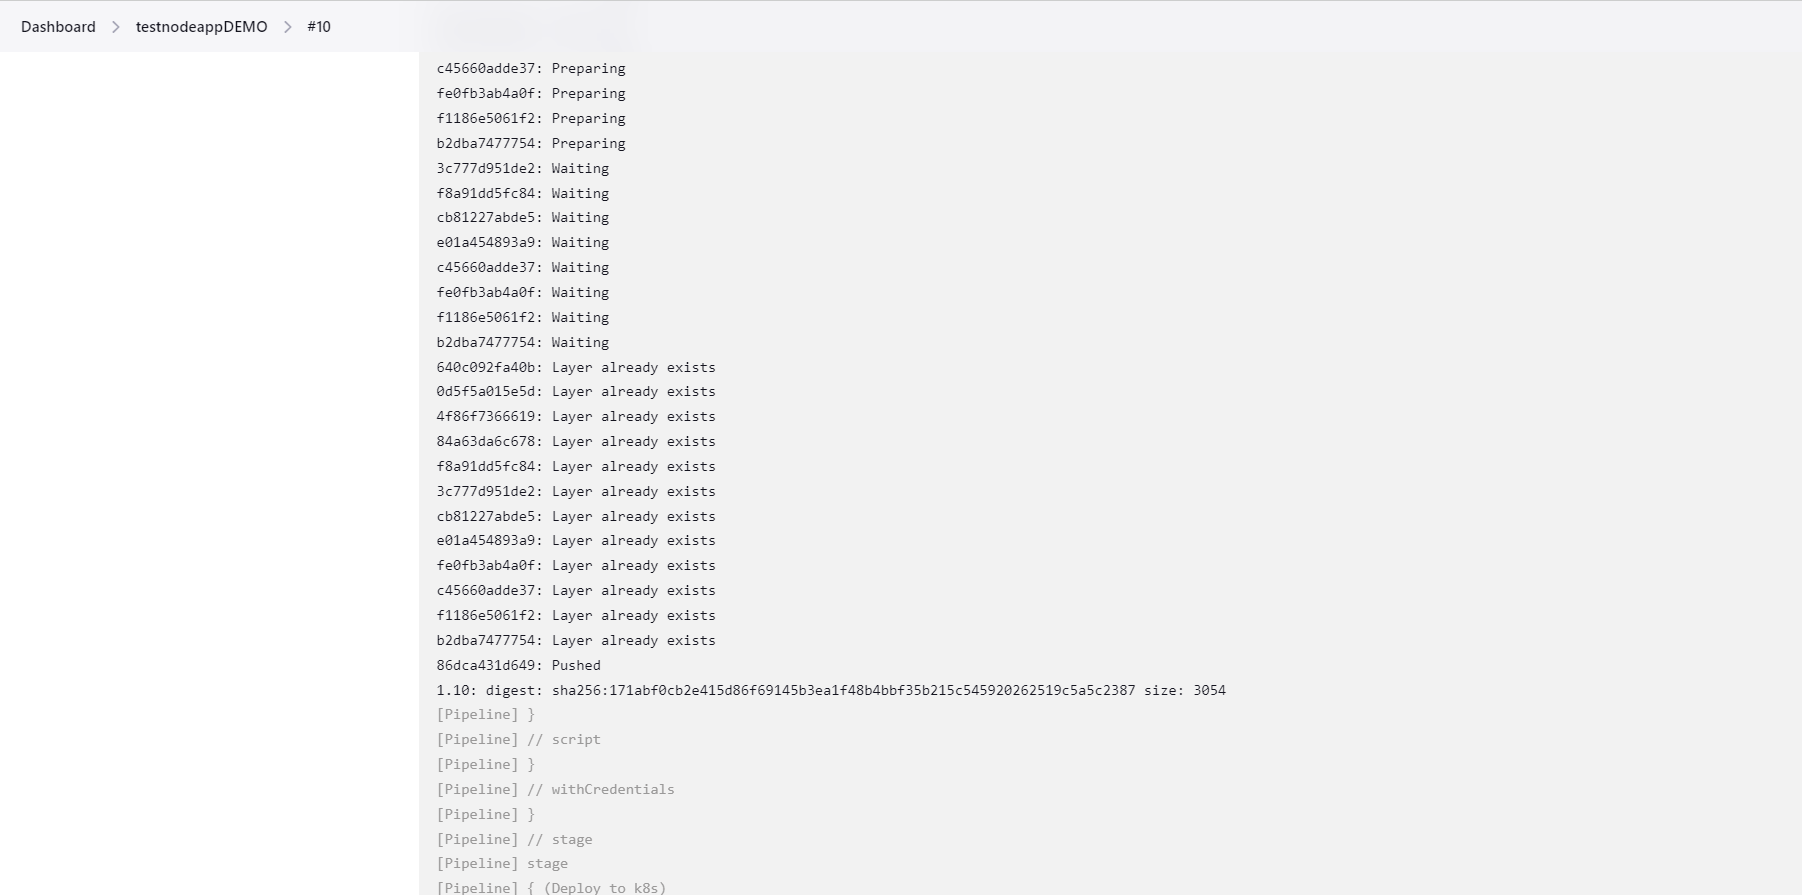 Dashboard > testnodeappDEMO > #10
c45660adde37: Preparing
fe0fb3ab4a0f: Preparing
f1186e5061f2: Preparing
b2dba7477754: Preparing
3c777d951de2: Waiting
f8a91dd5fc84: Waiting
cb81227abde5: Waiting
e01a454893a9: Waiting
c45660adde37: Waiting
fe0fb3ab4a0f: Waiting
f1186e5061f2: Waiting
b2dba7477754: Waiting
640c092fa40b: Layer already exists
0d5f5a015e5d: Layer already exists
4f86f7366619: Layer already exists
84a63da6c678: Layer already exists
f8a91dd5fc84: Layer already exists
3c777d951de2: Layer already exists
cb81227abde5: Layer already exists
e01a454893a9: Layer already exists
fe0fb3ab4a0f: Layer already exists
c45660adde37: Layer already exists
f1186e5061f2: Layer already exists
b2dba7477754: Layer already exists
86dca431d649: Pushed
1.10: digest: sha256:171abf0cb2e415d86f69145b3ea1f48b4bbf35b215c545920262519c5a5c2387 size: 3054
[Pipeline] }
[Pipeline] // script
[Pipeline] }
[Pipeline] // withCredentials
[Pipeline] }
[Pipeline] // stage
[Pipeline] stage
[Pipeline] { (Deploy to k8s)